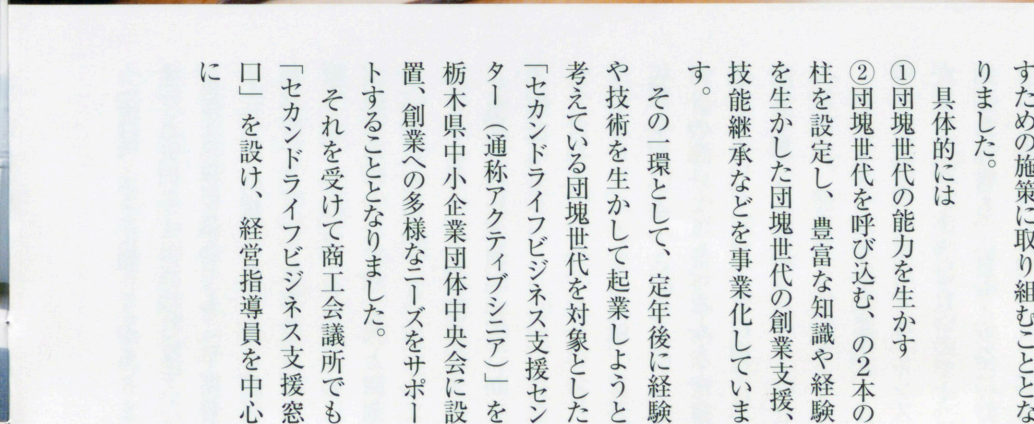 すための施策に取り組むこととな
りました。
具体的には
①団塊世代の能力を生かす
②団塊世代を呼び込む、の２本の
柱を設定し、豊富な知識や経験
を生かした団塊世代の創業支援、
技能継承などを事業化していま
す。
その一環として、定年後に経験
や技術を生かして起業しようと
考えている団塊世代を対象とした
「セカンドライフビジネス支援セン
ター（通称アクティブシニア）」を
栃木県中小企業団体中央会に設
置、創業への多様なニーズをサポー
トすることとなりました。
それを受けて商工会議所でも
「セカンドライフビジネス支援窓
口」を設け、経営指導員を中心
に